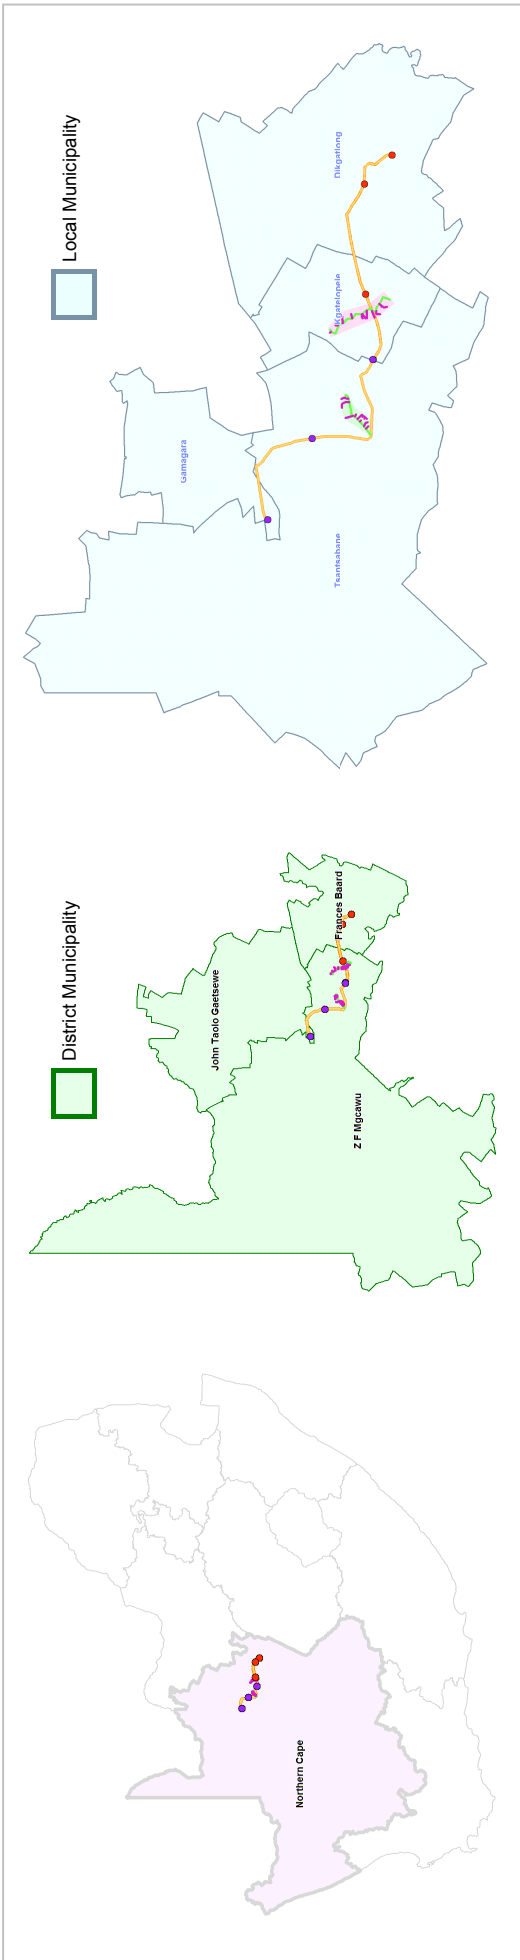 Northern Cape
District Municipality
John Taolo Gaetsewe
Frances Baard
Z F Mgcawu
Local Municipality
Gamagara
Dikgatlong
Kgatelopele
Tsantsabane